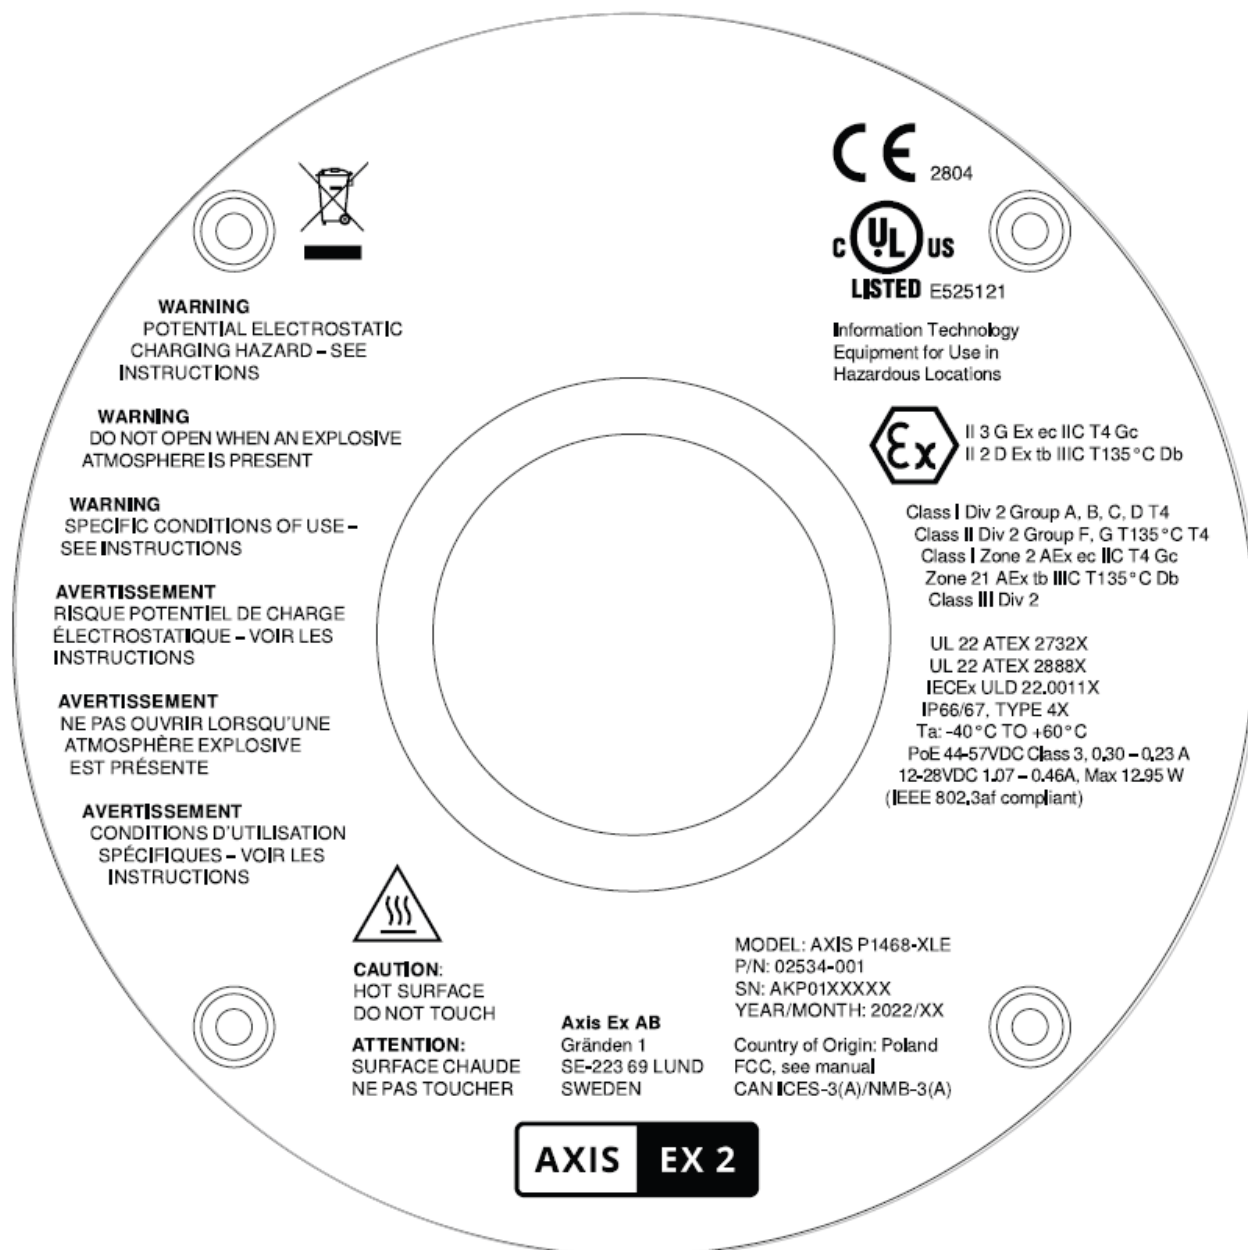 WARNING
POTENTIAL ELECTROSTATIC
CHARGING HAZARD – SEE
INSTRUCTIONS
WARNING
DO NOT OPEN WHEN AN EXPLOSIVE
ATMOSPHERE IS PRESENT
WARNING
SPECIFIC CONDITIONS OF USE –
SEE INSTRUCTIONS
AVERTISSEMENT
RISQUE POTENTIEL DE CHARGE
ÉLECTROSTATIQUE – VOIR LES
INSTRUCTIONS
AVERTISSEMENT
NE PAS OUVRIR LORSQU'UNE
ATMOSPHÈRE EXPLOSIVE
EST PRÉSENTE
AVERTISSEMENT
CONDITIONS D'UTILISATION
SPÉCIFIQUES – VOIR LES
INSTRUCTIONS
CE 2804
C UL US
LISTED E525121
Information Technology
Equipment for Use in
Hazardous Locations
Ex
II 3 G Ex ec IIC T4 Gc
II 2 D Ex tb IIIC T135°C Db
Class I Div 2 Group A, B, C, D T4
Class II Div 2 Group F, G T135°C T4
Class I Zone 2 AEx ec IIC T4 Gc
Zone 21 AEx tb IIIC T135°C Db
Class III Div 2
UL 22 ATEX 2732X
UL 22 ATEX 2888X
IECEx ULD 22.0011X
IP66/67, TYPE 4X
Ta: -40°C TO +60°C
PoE 44-57VDC Class 3, 0.30 – 0.23 A
12-28VDC 1.07 – 0.46A, Max 12.95 W
(IEEE 802.3af compliant)
CAUTION:
HOT SURFACE
DO NOT TOUCH
ATTENTION:
SURFACE CHAUDE
NE PAS TOUCHER
Axis Ex AB
Gränden 1
SE-223 69 LUND
SWEDEN
MODEL: AXIS P1468-XLE
P/N: 02534-001
SN: AKP01XXXXX
YEAR/MONTH: 2022/XX
Country of Origin: Poland
FCC, see manual
CAN ICES-3(A)/NMB-3(A)
AXIS EX 2